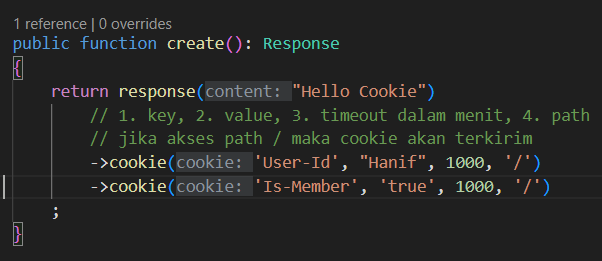 1 reference | 0 overrides
public function create(): Response
{
    return response(content: "Hello Cookie")
        // 1. key, 2. value, 3. timeout dalam menit, 4. path
        // jika akses path / maka cookie akan terkirim
        ->cookie(cookie: 'User-Id', "Hanif", 1000, '/')
        ->cookie(cookie: 'Is-Member', 'true', 1000, '/')
    ;
}